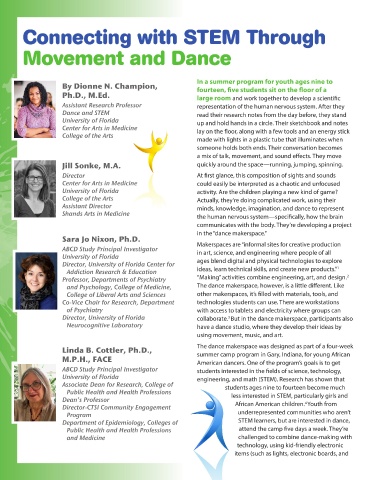 Connecting with STEM Through
Movement and Dance
By Dionne N. Champion,
Ph.D., M.Ed.
Assistant Research Professor
Dance and STEM
University of Florida
Center for Arts in Medicine
College of the Arts
Jill Sonke, M.A.
Director
Center for Arts in Medicine
University of Florida
College of the Arts
Assistant Director
Shands Arts in Medicine
Sara Jo Nixon, Ph.D.
ABCD Study Principal Investigator
University of Florida
Director, University of Florida Center for
Addiction Research & Education
Professor, Departments of Psychiatry
and Psychology, College of Medicine,
College of Liberal Arts and Sciences
Co-Vice Chair for Research, Department
of Psychiatry
Director, University of Florida
Neurocognitive Laboratory
Linda B. Cottler, Ph.D.,
M.P.H., FACE
ABCD Study Principal Investigator
University of Florida
Associate Dean for Research, College of
Public Health and Health Professions
Dean's Professor
Director-CTSI Community Engagement
Program
Department of Epidemiology, Colleges of
Public Health and Health Professions
and Medicine
In a summer program for youth ages nine to
fourteen, five students sit on the floor of a
large room and work together to develop a scientific
representation of the human nervous system. After they
read their research notes from the day before, they stand
up and hold hands in a circle. Their sketchbook and notes
lay on the floor, along with a few tools and an energy stick
made with lights in a plastic tube that illuminates when
someone holds both ends. Their conversation becomes
a mix of talk, movement, and sound effects. They move
quickly around the space—running, jumping, spinning.
At first glance, this composition of sights and sounds
could easily be interpreted as a chaotic and unfocused
activity. Are the children playing a new kind of game?
Actually, they're doing complicated work, using their
minds, knowledge, imagination, and dance to represent
the human nervous system—specifically, how the brain
communicates with the body. They're developing a project
in the "dance makerspace."
Makerspaces are "informal sites for creative production
in art, science, and engineering where people of all
ages blend digital and physical technologies to explore
ideas, learn technical skills, and create new products."
"Making" activities combine engineering, art, and design.
The dance makerspace, however, is a little different. Like
other makerspaces, it's filled with materials, tools, and
technologies students can use. There are workstations
with access to tablets and electricity where groups can
collaborate. But in the dance makerspace, participants also
have a dance studio, where they develop their ideas by
using movement, music, and art.
The dance makerspace was designed as part of a four-week
summer camp program in Gary, Indiana, for young African
American dancers. One of the program's goals is to get
students interested in the fields of science, technology,
engineering, and math (STEM). Research has shown that
students ages nine to fourteen become much
less interested in STEM, particularly girls and
African American children. Youth from
underrepresented communities who aren't
STEM learners, but are interested in dance,
attend the camp five days a week. They're
challenged to combine dance-making with
technology, using kid-friendly electronic
items (such as lights, electronic boards, and